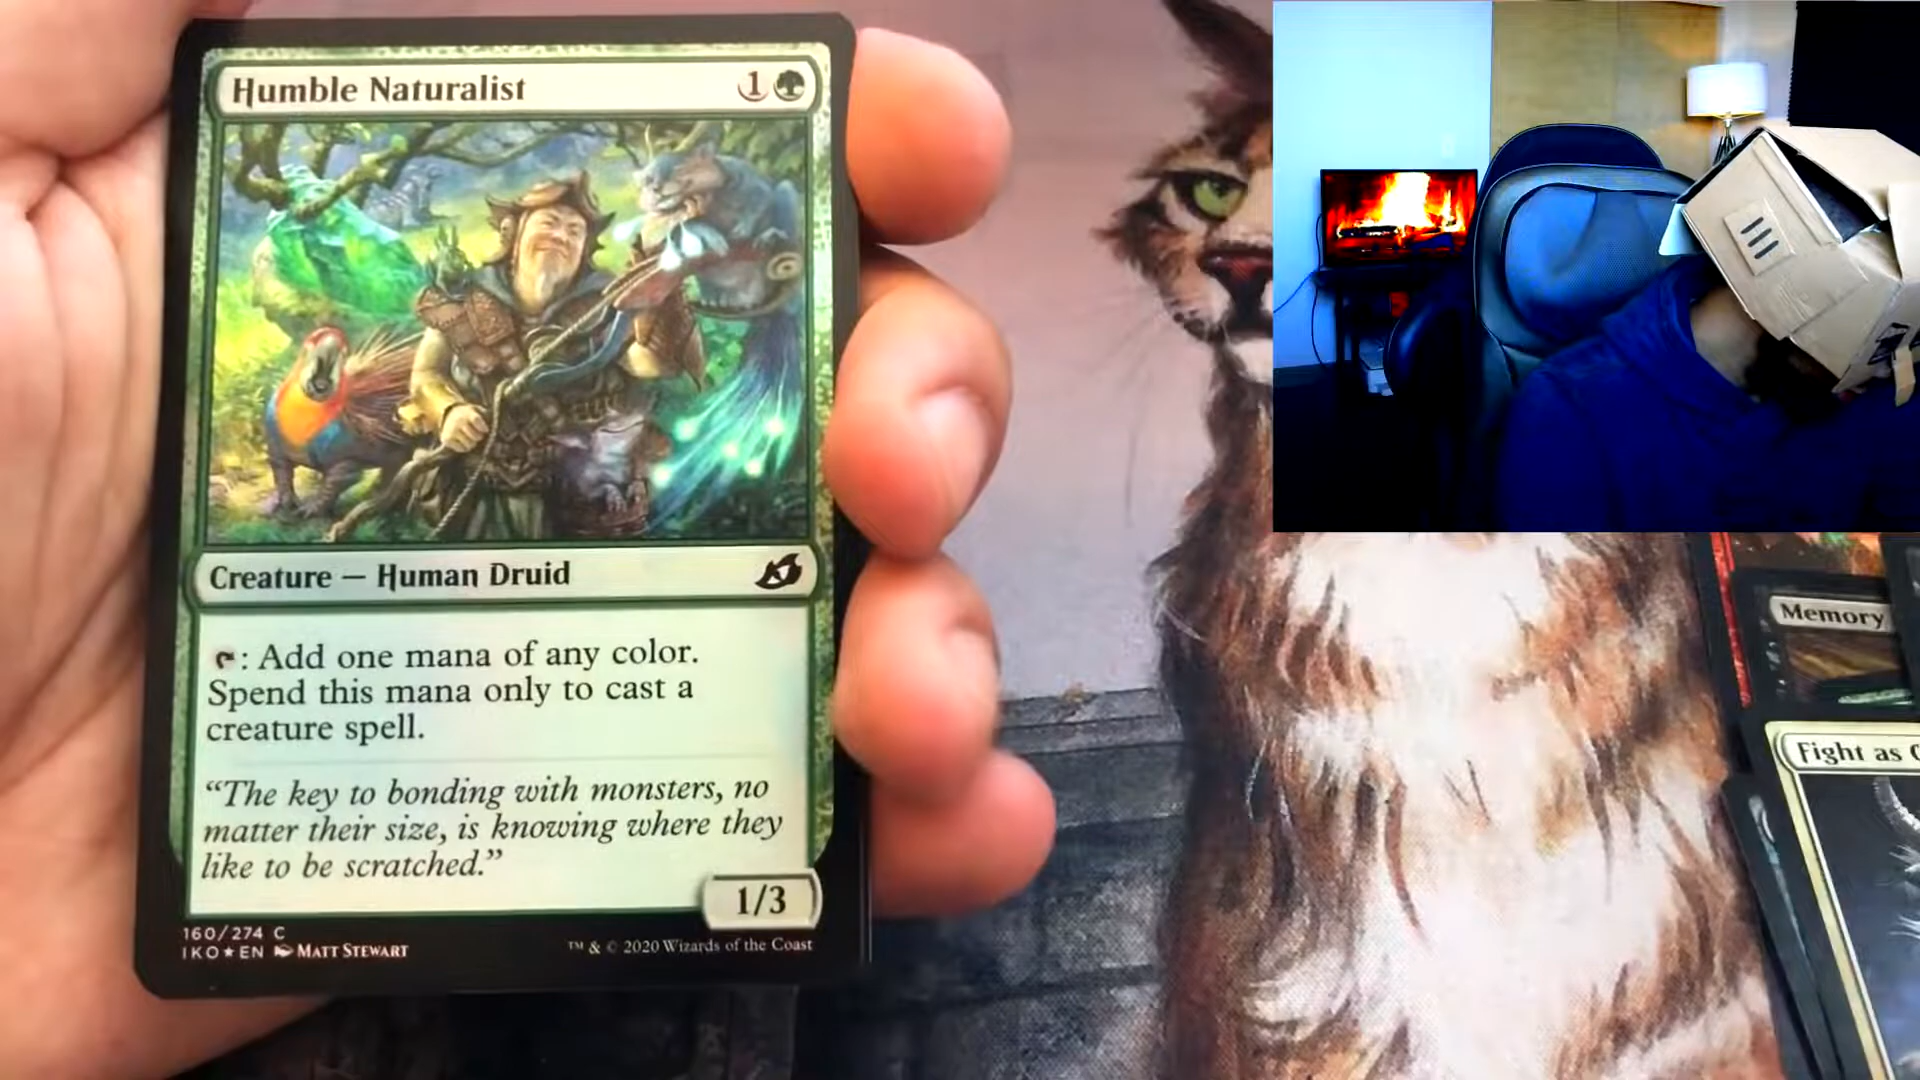 Humble Naturalist
1
Creature — Human Druid
: Add one mana of any color.
Spend this mana only to cast a
creature spell.
“The key to bonding with monsters, no
matter their size, is knowing where they
like to be scratched.”
1/3
160/274 C
IKO★EN MATT STEWART
™ & © 2020 Wizards of the Coast
Memory
Fight as